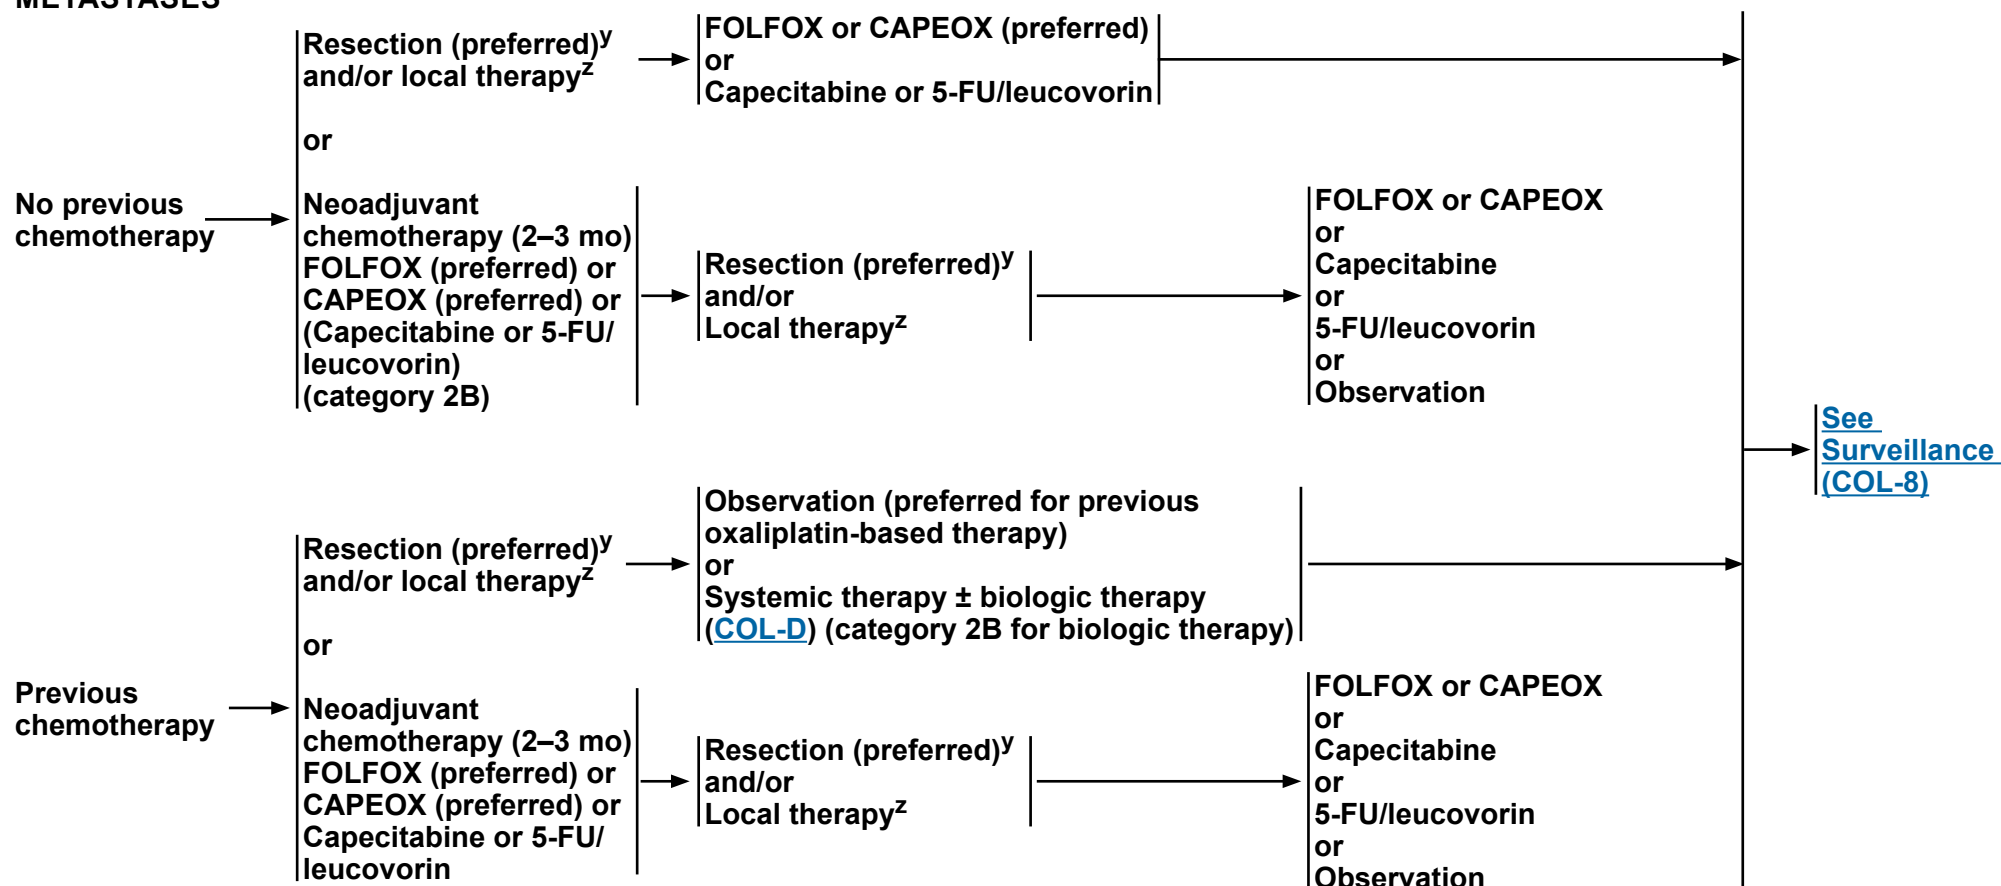 METASTASES
Resection (preferred)y
and/or local therapyz
FOLFOX or CAPEOX (preferred)
or
Capecitabine or 5-FU/leucovorin
or
No previous
chemotherapy
Neoadjuvant
chemotherapy (2–3 mo)
FOLFOX (preferred) or
CAPEOX (preferred) or
(Capecitabine or 5-FU/
leucovorin)
(category 2B)
Resection (preferred)y
and/or
Local therapyz
FOLFOX or CAPEOX
or
Capecitabine
or
5-FU/leucovorin
or
Observation
See
Surveillance
(COL-8)
Resection (preferred)y
and/or local therapyz
Observation (preferred for previous
oxaliplatin-based therapy)
or
Systemic therapy ± biologic therapy
(COL-D) (category 2B for biologic therapy)
or
Previous
chemotherapy
Neoadjuvant
chemotherapy (2–3 mo)
FOLFOX (preferred) or
CAPEOX (preferred) or
Capecitabine or 5-FU/
leucovorin
Resection (preferred)y
and/or
Local therapyz
FOLFOX or CAPEOX
or
Capecitabine
or
5-FU/leucovorin
or
Observation